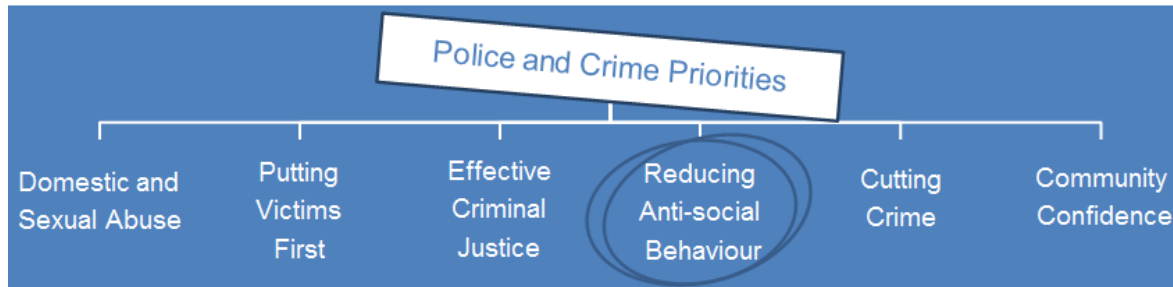 Police and Crime Priorities
Domestic and
Sexual Abuse
Putting
Victims
First
Effective
Criminal
Justice
Reducing
Anti-social
Behaviour
Cutting
Crime
Community
Confidence